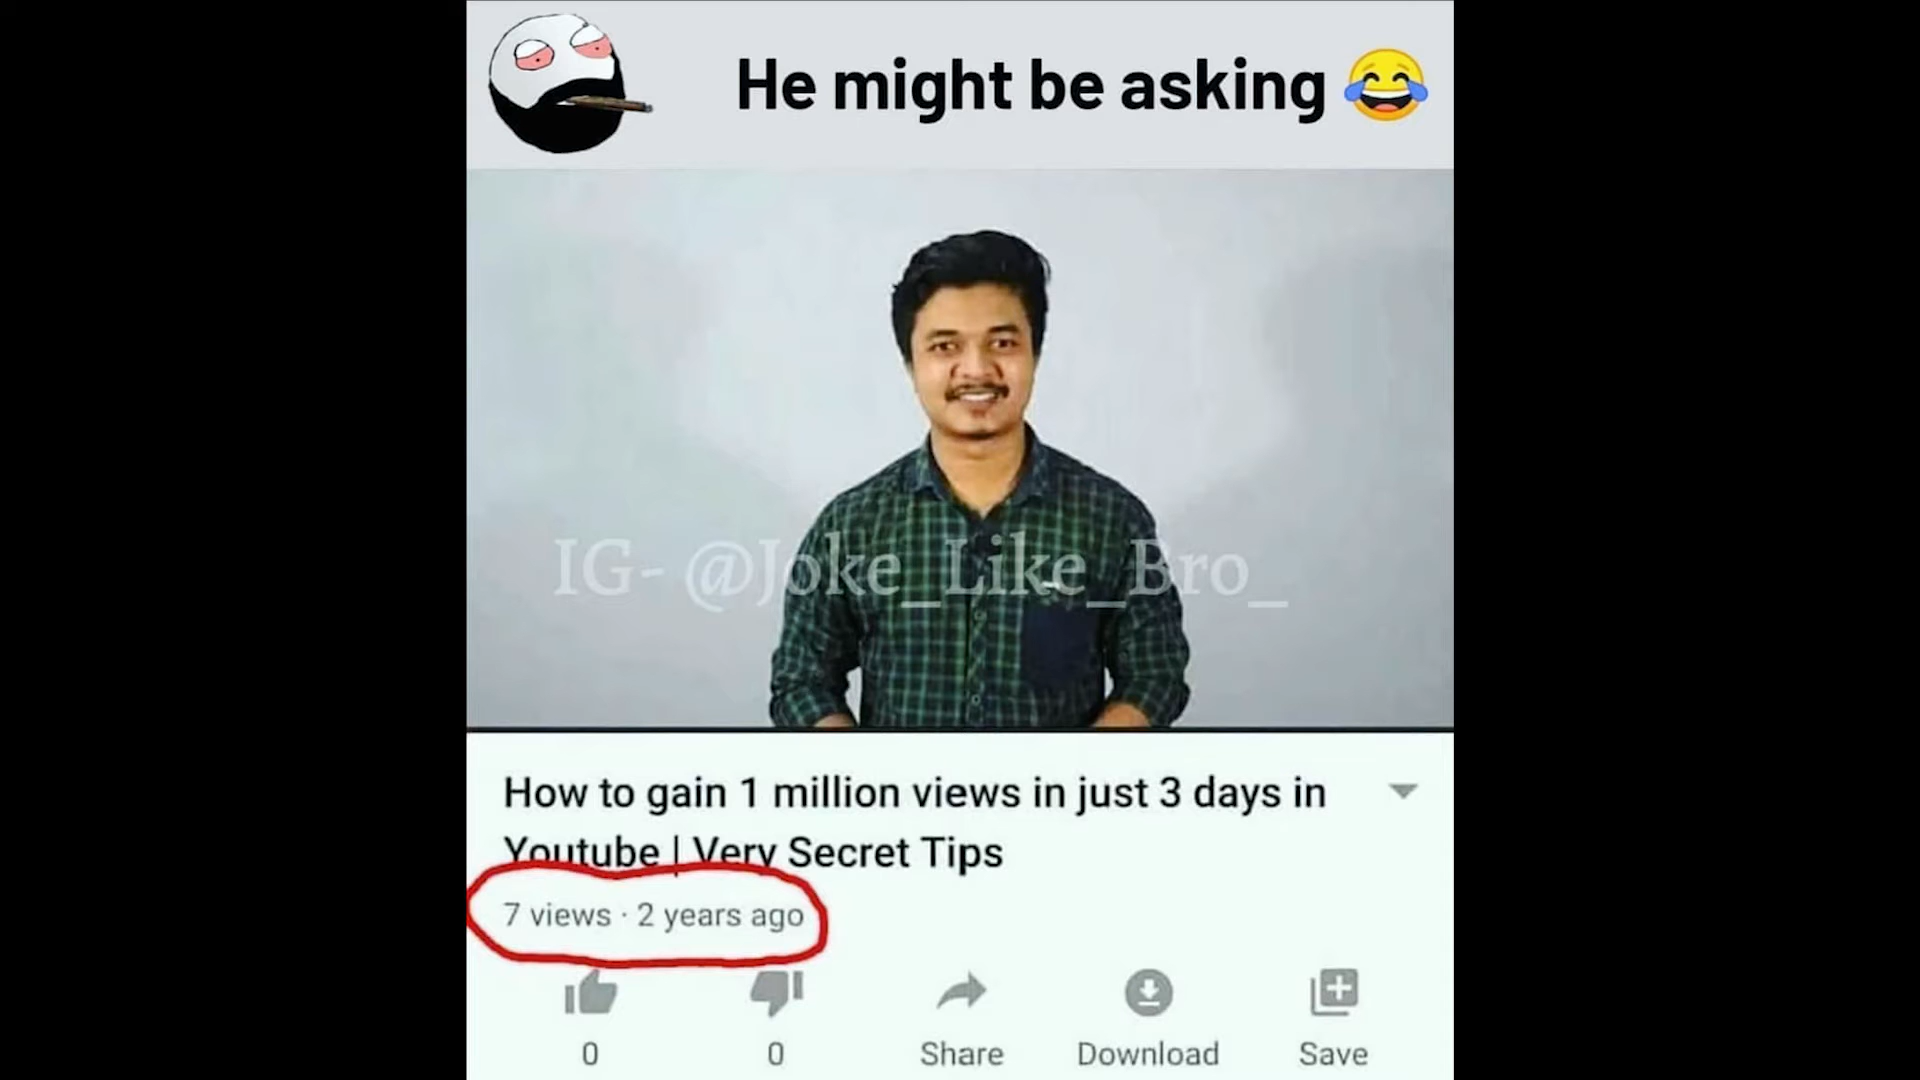 He might be asking 😂
IG- @Joke_Like_Bro_
How to gain 1 million views in just 3 days in
Youtube | Very Secret Tips
7 views · 2 years ago
0
0
Share
Download
Save